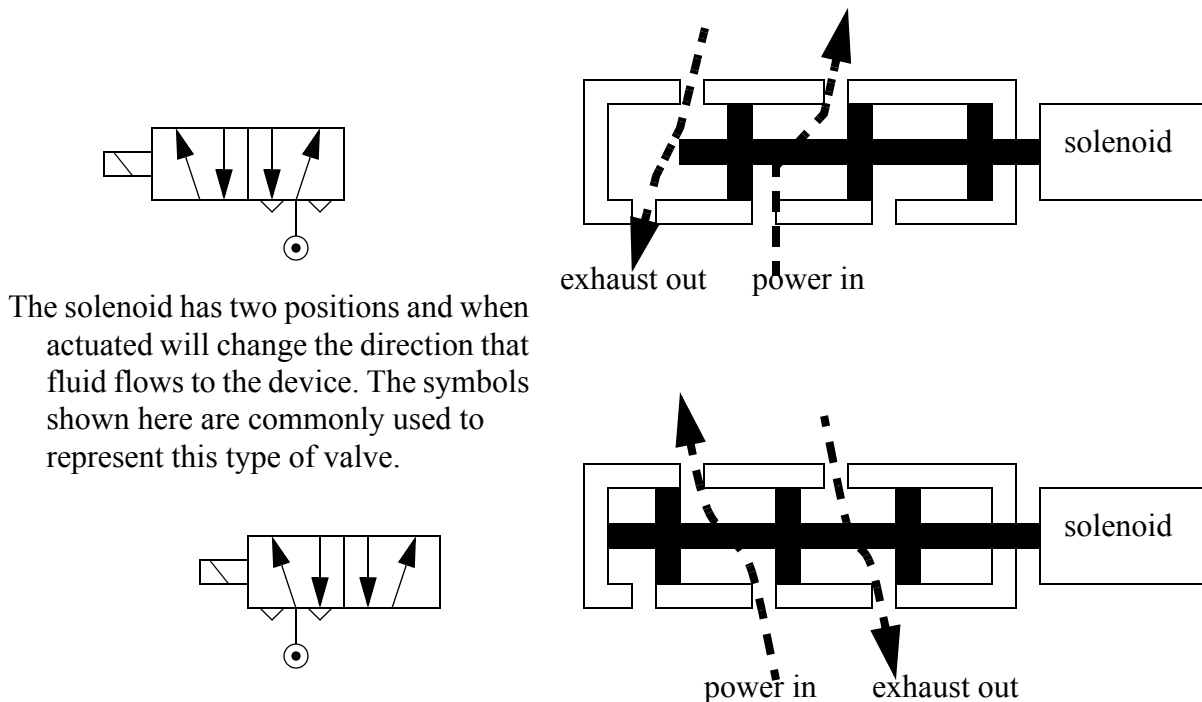 solenoid
exhaust out
power in
The solenoid has two positions and when
actuated will change the direction that
fluid flows to the device. The symbols
shown here are commonly used to
represent this type of valve.
solenoid
power in
exhaust out